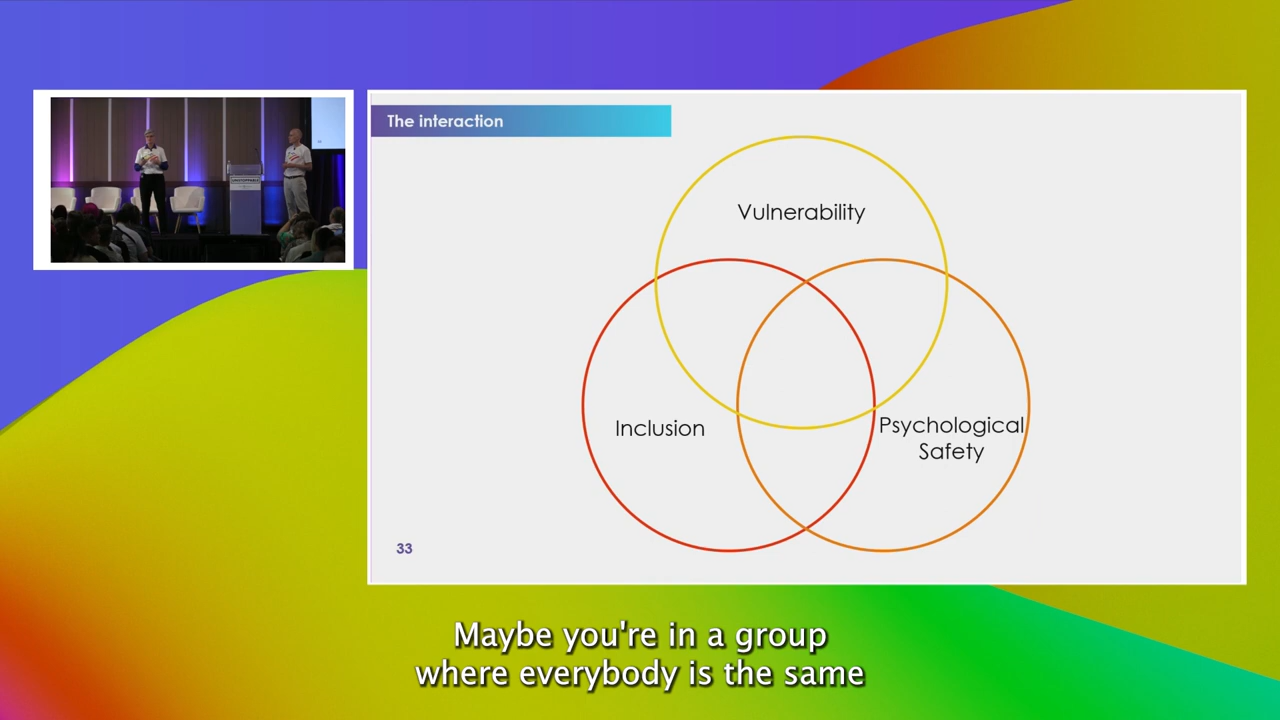 The interaction
Vulnerability
Inclusion
Psychological
Safety
33
Maybe you're in a group
where everybody is the same